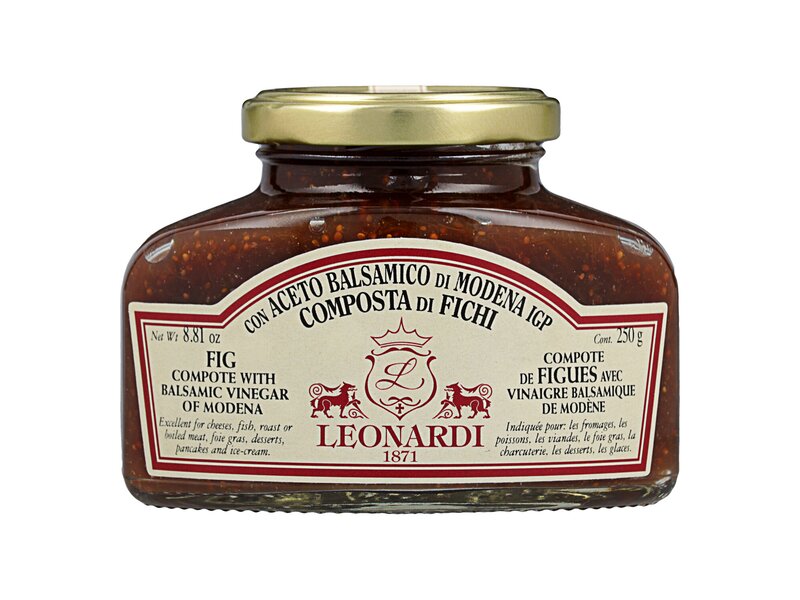 CON ACETO BALSAMICO DI MODENA IGP
COMPOSTA DI FICHI
Net Wt 8.81 oz
FIG
COMPOTE WITH
BALSAMIC VINEGAR
OF MODENA
Excellent for cheeses, fish, roast or
boiled meat, foie gras, desserts,
pancakes and ice-cream.
L
LEONARDI
1871
Cont. 250 g
COMPOTE
DE FIGUES AVEC
VINAIGRE BALSAMIQUE
DE MODÈNE
Indiquée pour: les fromages, les
poissons, les viandes, le foie gras, la
charcuterie, les desserts, les glaces.